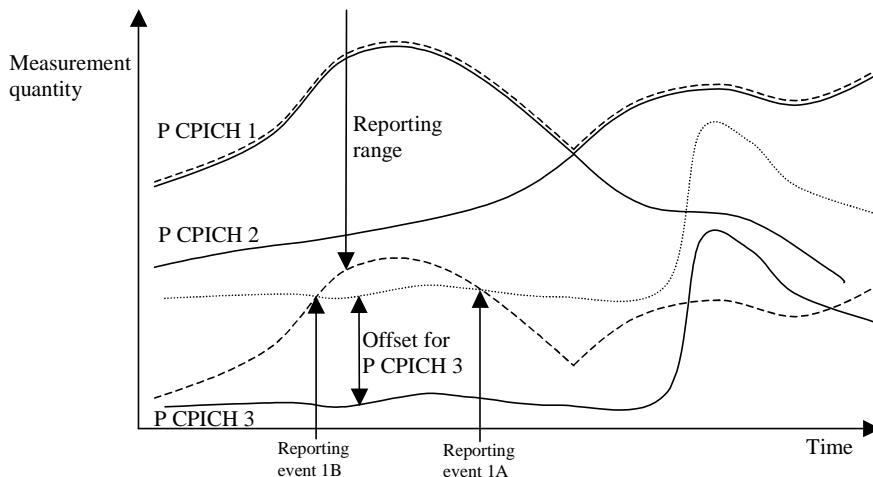 Measurement
quantity
P CPICH 1
Reporting
range
P CPICH 2
Offset for
P CPICH 3
P CPICH 3
Reporting
event 1B
Reporting
event 1A
Time